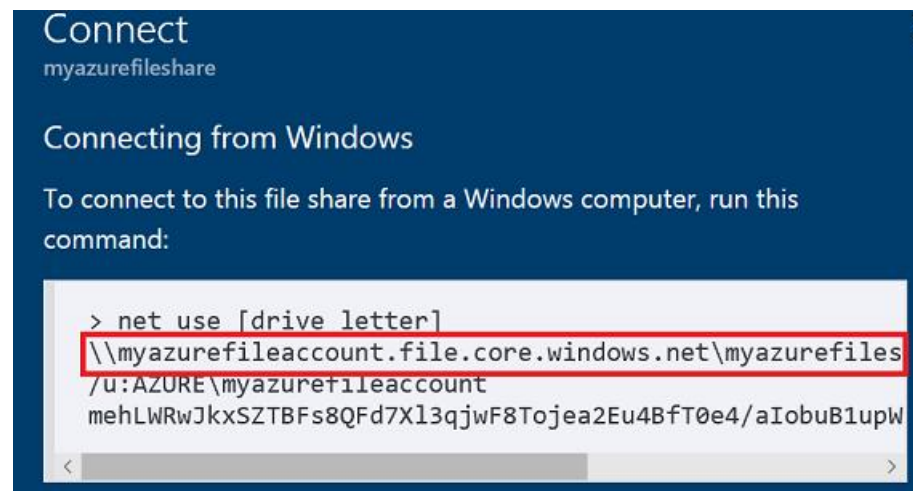 Connect
myazurefileshare
Connecting from Windows
To connect to this file share from a Windows computer, run this
command:
> net use [drive letter]
\\myazurefileaccount.file.core.windows.net\myazurefiles
/u:AZURE\myazurefileaccount
mehLWRwJkxSZTBFs8QFd7Xl3qjwF8Tojea2Eu4BfT0e4/aIobuB1upW